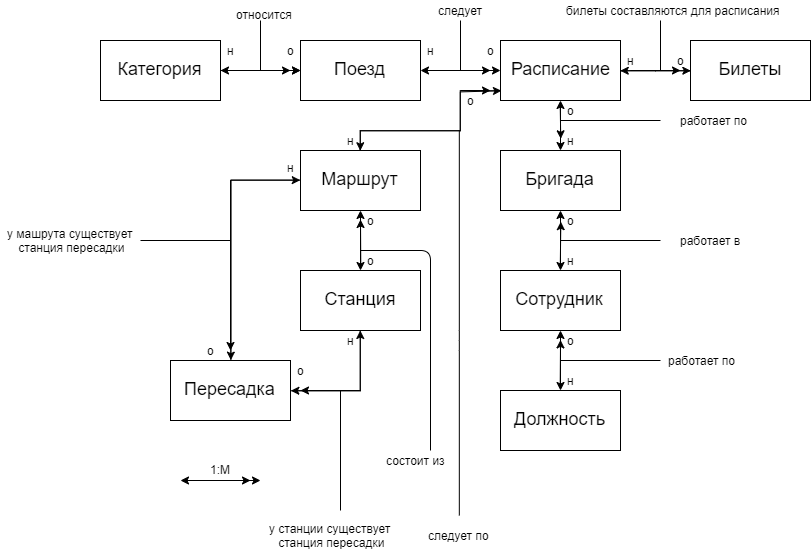 относится
следует
билеты составляются для расписания
Категория
н
о
Поезд
н
о
Расписание
н
о
Билеты
о
о
работает по
н
н
н
Маршрут
Бригада
у машрута существует
станция пересадки
о
о
работает в
о
н
Станция
Сотрудник
н
о
о
о
работает по
н
Пересадка
Должность
1:М
состоит из
у станции существует
станция пересадки
следует по